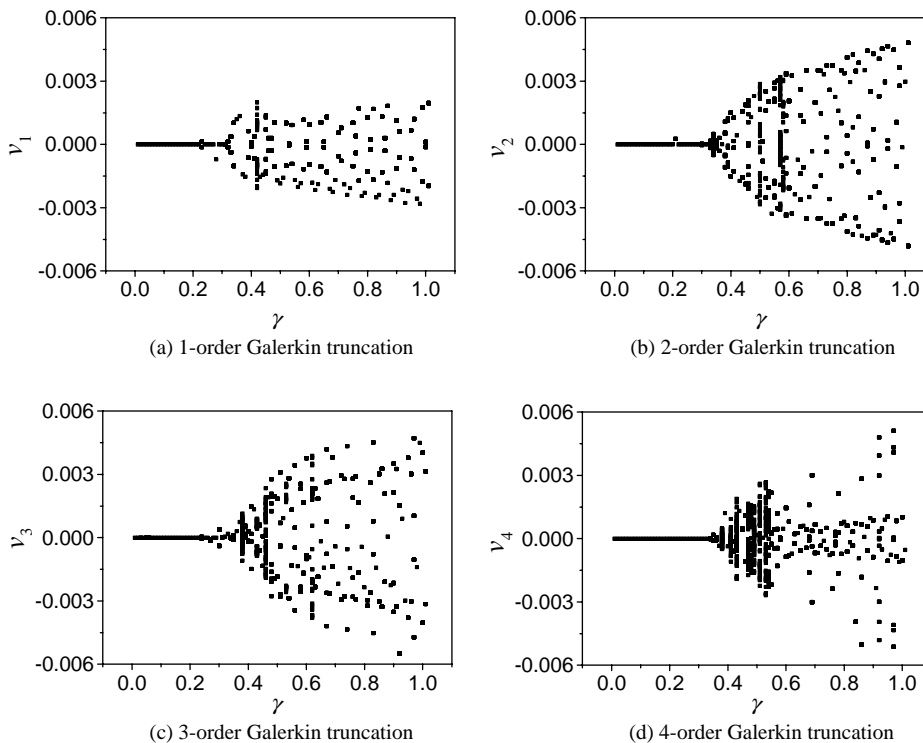 0.006
0.003
0.000
-0.003
-0.006
v1
0.0 0.2 0.4 0.6 0.8 1.0
γ
(a) 1-order Galerkin truncation
0.006
0.003
0.000
-0.003
-0.006
v2
0.0 0.2 0.4 0.6 0.8 1.0
γ
(b) 2-order Galerkin truncation
0.006
0.003
0.000
-0.003
-0.006
v3
0.0 0.2 0.4 0.6 0.8 1.0
γ
(c) 3-order Galerkin truncation
0.006
0.003
0.000
-0.003
-0.006
v4
0.0 0.2 0.4 0.6 0.8 1.0
γ
(d) 4-order Galerkin truncation